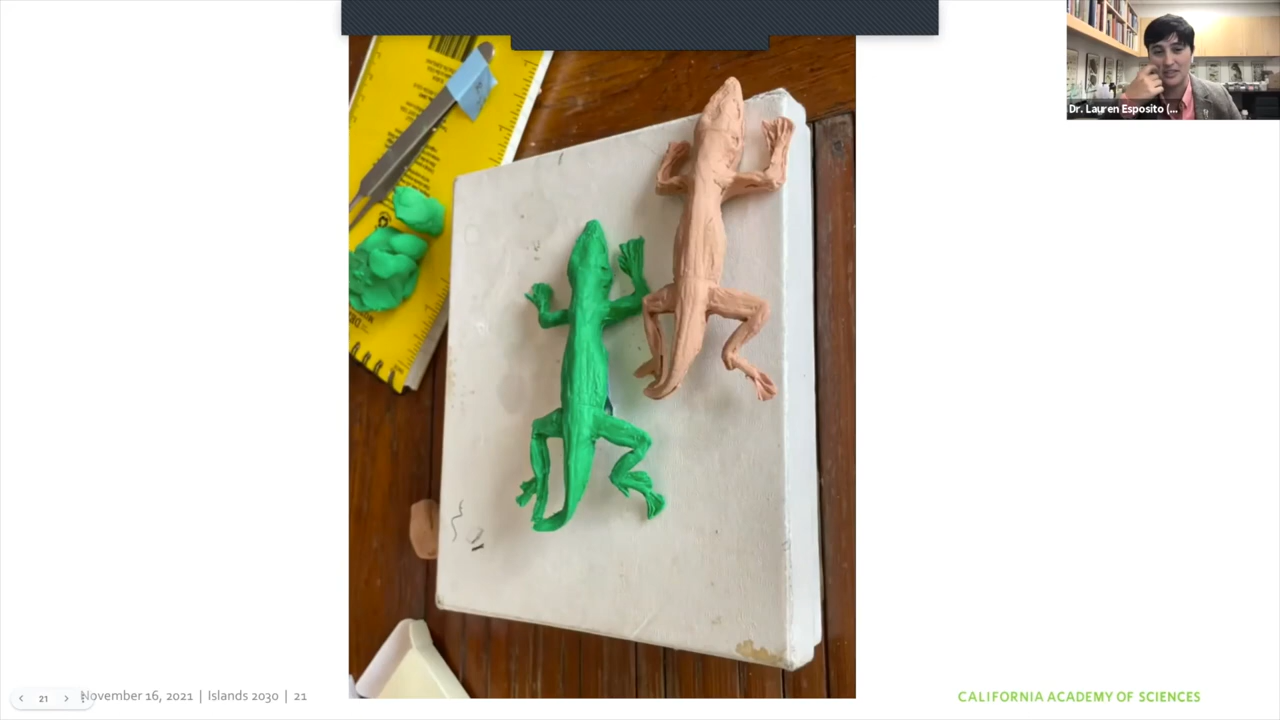 Dr. Lauren Esposito (...
21
November 16, 2021 | Islands 2030 | 21
CALIFORNIA ACADEMY OF SCIENCES